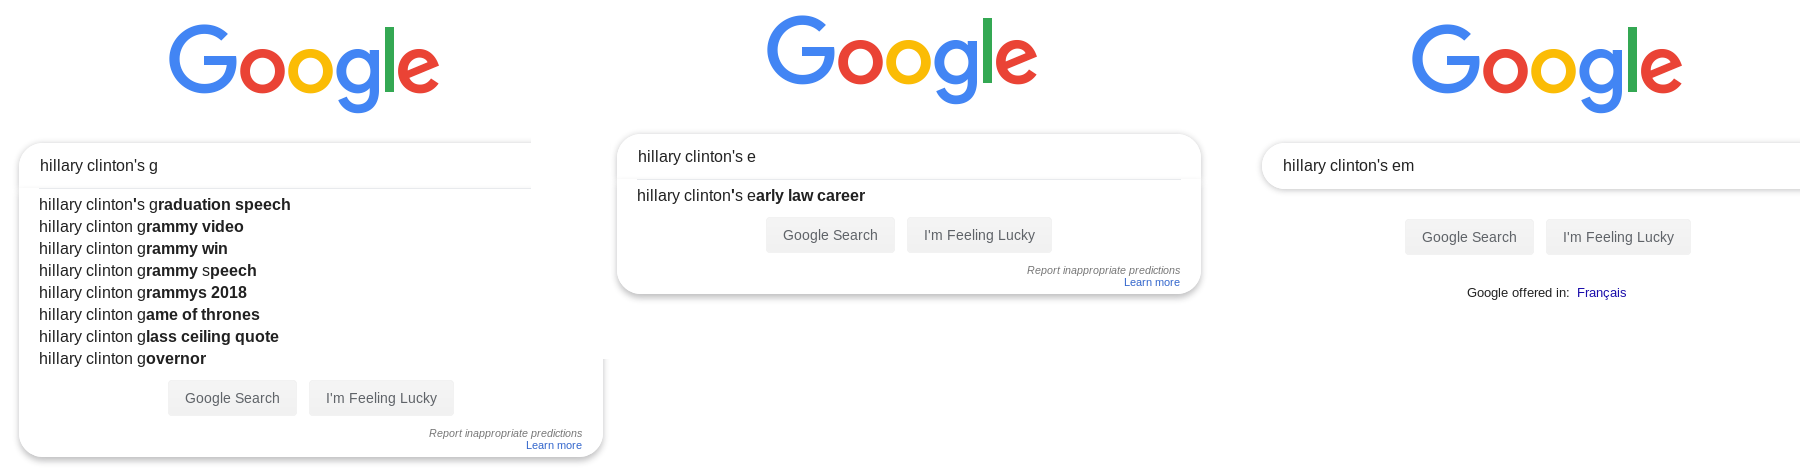 Google
hillary clinton's g
hillary clinton's graduation speech
hillary clinton grammy video
hillary clinton grammy win
hillary clinton grammy speech
hillary clinton grammys 2018
hillary clinton game of thrones
hillary clinton glass ceiling quote
hillary clinton governor
Google Search I'm Feeling Lucky
Report inappropriate predictions
Learn more
Google
hillary clinton's e
hillary clinton's early law career
Google Search I'm Feeling Lucky
Report inappropriate predictions
Learn more
Google
hillary clinton's em
Google Search I'm Feeling Lucky
Google offered in: Français